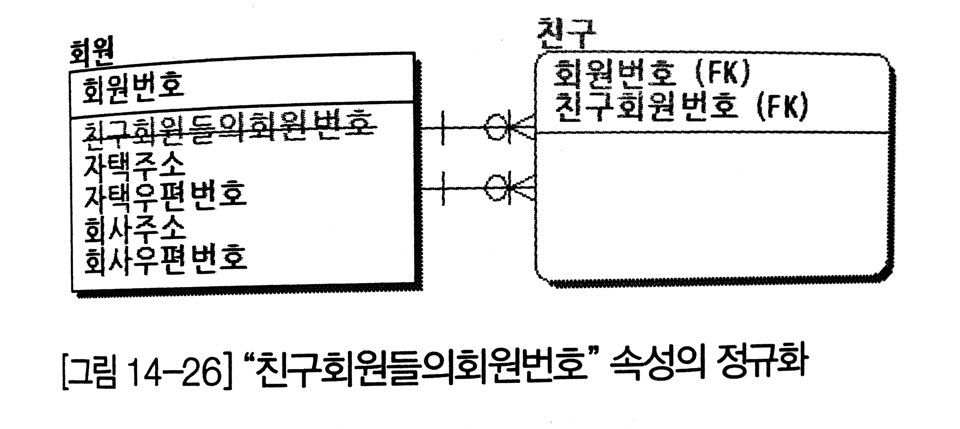 회원
회원번호
친구회원들의회원번호
자택주소
자택우편번호
회사주소
회사우편번호
친구
회원번호 (FK)
친구회원번호 (FK)
[그림 14-26] “친구회원들의회원번호” 속성의 정규화